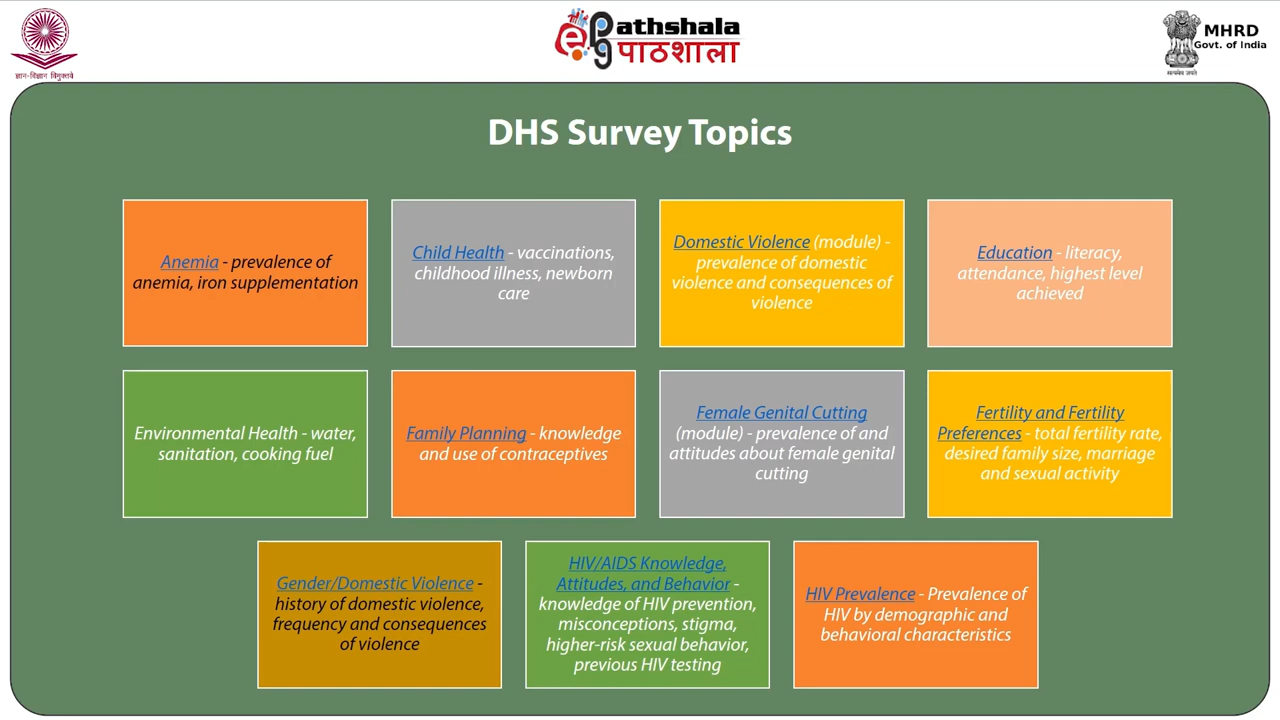 ज्ञान-विज्ञान विमुक्तये
ePG Pathshala
पाठशाला
सत्यमेव जयते
MHRD
Govt. of India
DHS Survey Topics
Anemia - prevalence of
anemia, iron supplementation
Child Health - vaccinations,
childhood illness, newborn
care
Domestic Violence (module) -
prevalence of domestic
violence and consequences of
violence
Education - literacy,
attendance, highest level
achieved
Environmental Health - water,
sanitation, cooking fuel
Family Planning - knowledge
and use of contraceptives
Female Genital Cutting
(module) - prevalence of and
attitudes about female genital
cutting
Fertility and Fertility
Preferences - total fertility rate,
desired family size, marriage
and sexual activity
Gender/Domestic Violence -
history of domestic violence,
frequency and consequences
of violence
HIV/AIDS Knowledge,
Attitudes, and Behavior -
knowledge of HIV prevention,
misconceptions, stigma,
higher-risk sexual behavior,
previous HIV testing
HIV Prevalence - Prevalence of
HIV by demographic and
behavioral characteristics